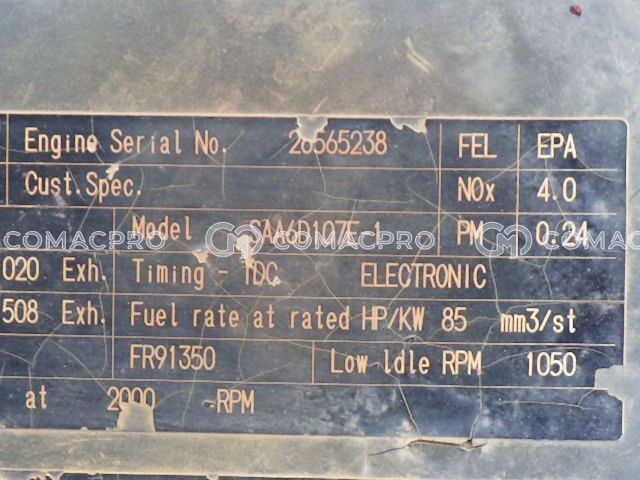 Engine Serial No. 26565238 FEL EPA
Cust.Spec. NOx 4.0
Model SAA6D107E-1 PM 0.24
COMACPRO COMACPRO
020 Exh. Timing - TDC ELECTRONIC
508 Exh. Fuel rate at rated HP/KW 85 mm3/st
FR91350 Low Idle RPM 1050
at 2000 -RPM